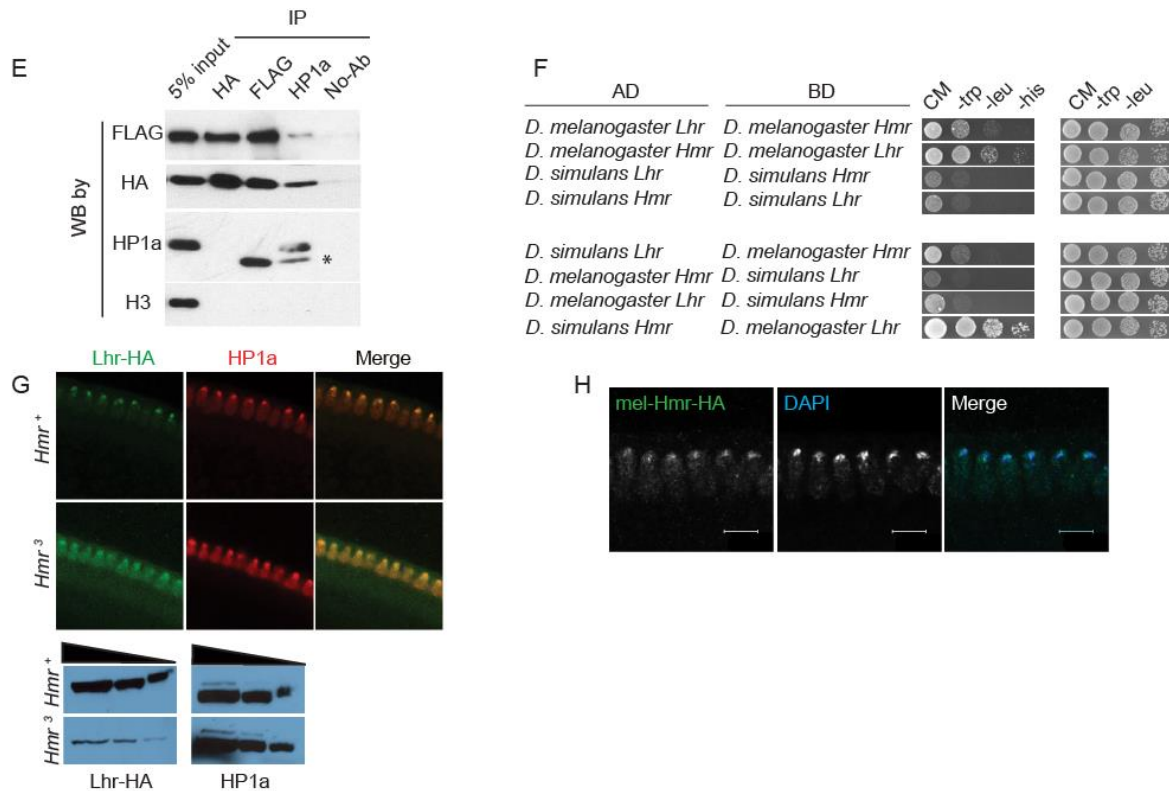 E
IP
5% input
HA
FLAG
HP1a
No-Ab
WB by
FLAG
HA
HP1a
*
H3
F
AD BD CM -trp -leu -his CM -trp -leu
D. melanogaster Lhr D. melanogaster Hmr
D. melanogaster Hmr D. melanogaster Lhr
D. simulans Lhr D. simulans Hmr
D. simulans Hmr D. simulans Lhr
D. simulans Lhr D. melanogaster Hmr
D. melanogaster Hmr D. simulans Lhr
D. melanogaster Lhr D. simulans Hmr
D. simulans Hmr D. melanogaster Lhr
G
Lhr-HA HP1a Merge
Hmr+
Hmr3
Hmr+
Hmr3
Lhr-HA HP1a
H
mel-Hmr-HA DAPI Merge